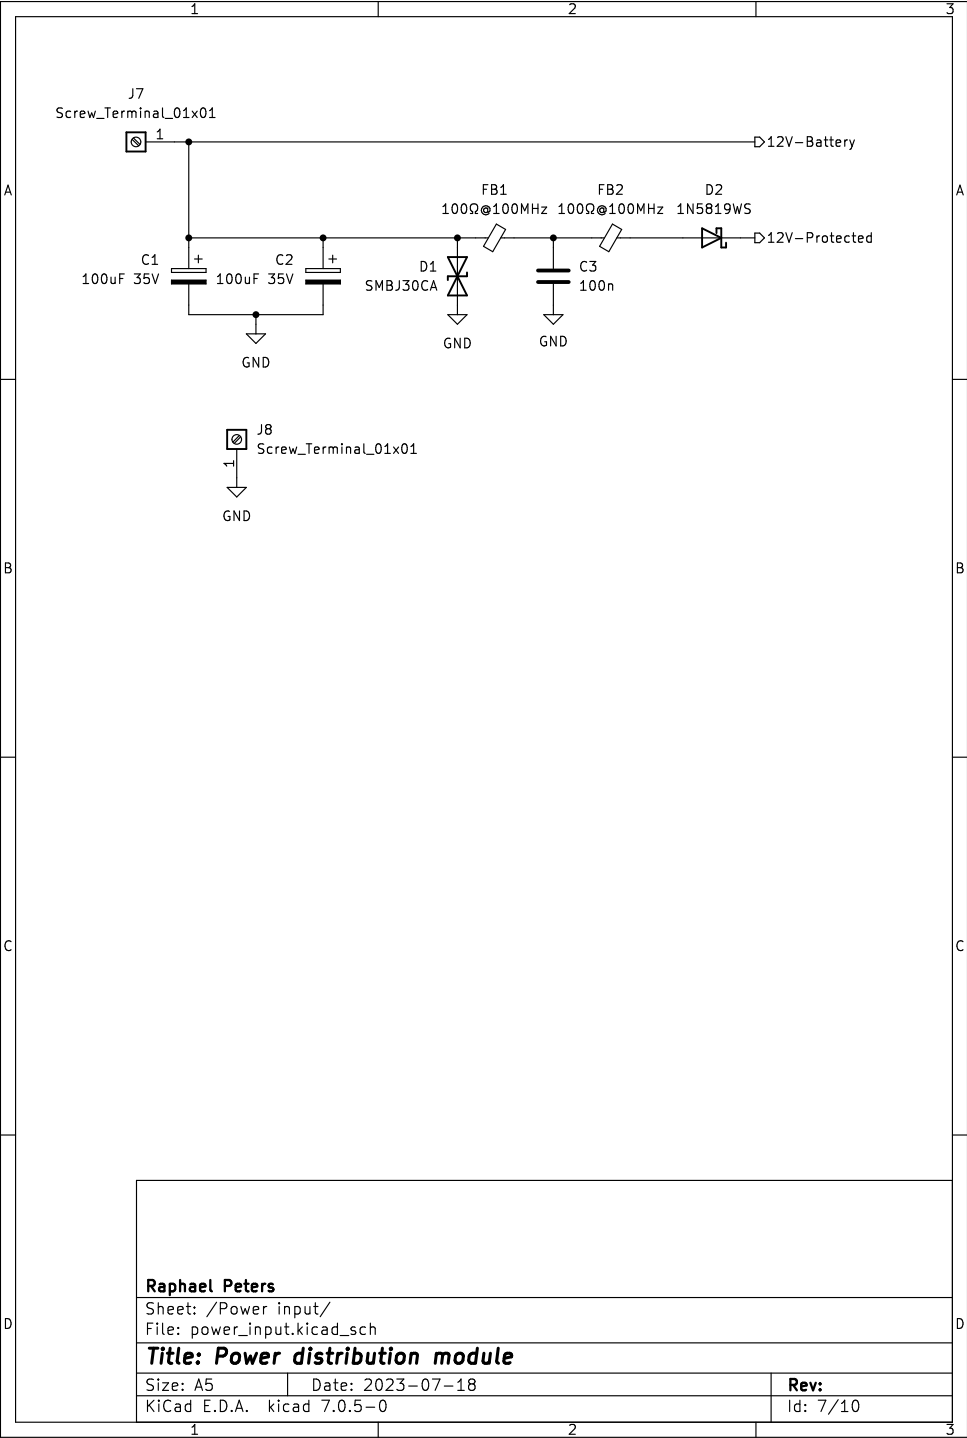 1 2 3
J7
Screw_Terminal_01x01
1
12V-Battery
A A
FB1 FB2 D2
100Ω@100MHz 100Ω@100MHz 1N5819WS
12V-Protected
C1 + C2 + D1 C3
100uF 35V 100uF 35V SMBJ30CA 100n
GND GND GND
J8
Screw_Terminal_01x01
1
GND
B B
C C
Raphael Peters
Sheet: /Power input/
File: power_input.kicad_sch
D D
Title: Power distribution module
Size: A5 Date: 2023-07-18 Rev:
KiCad E.D.A. kicad 7.0.5-0 Id: 7/10
1 2 3